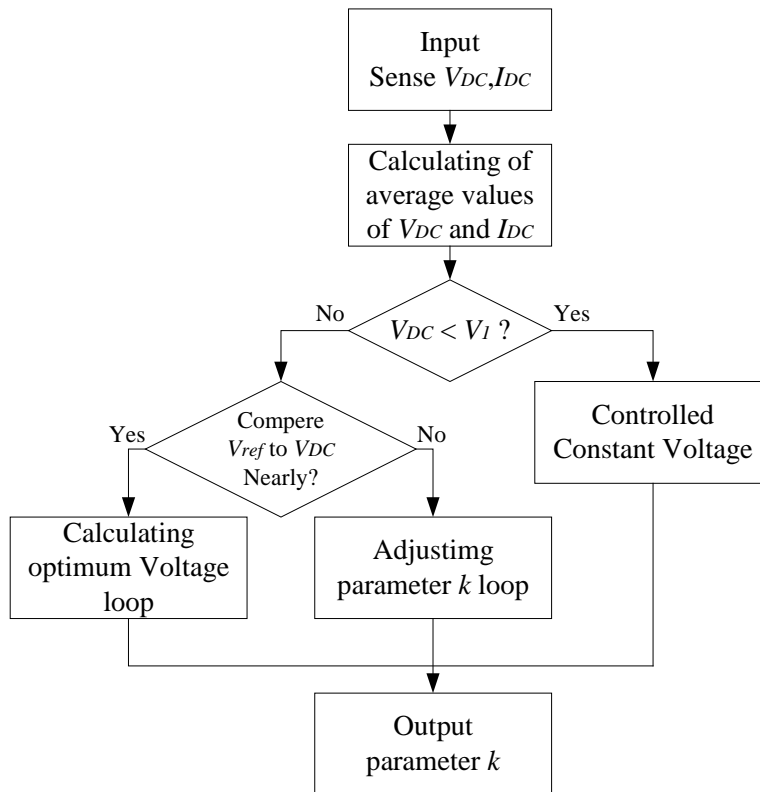 Input
Sense VDC,IDC
Calculating of
average values
of VDC and IDC
No
VDC < V1 ?
Yes
Compere
Vref to VDC
Nearly?
Yes
No
Controlled
Constant Voltage
Calculating
optimum Voltage
loop
Adjustimg
parameter k loop
Output
parameter k